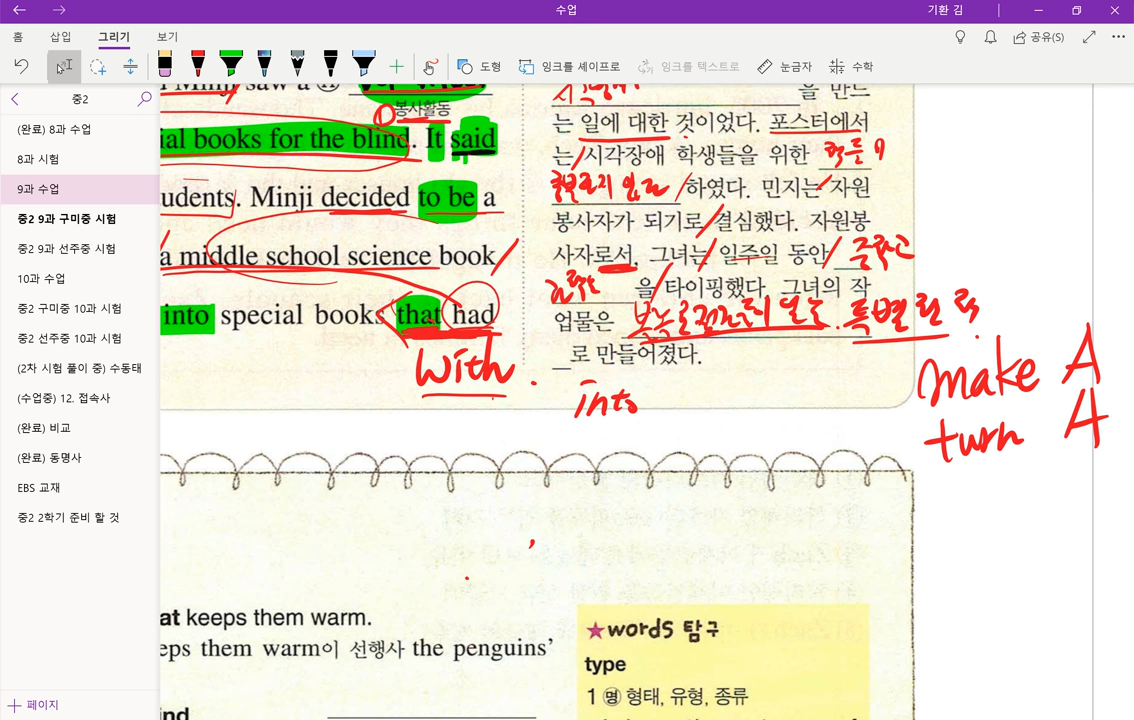 수업
기환 김
홈 삽입 그리기 보기
공유(S)
도형 잉크를 셰이프로 잉크를 텍스트로 눈금자 수학
중2
(완료) 8과 수업
8과 시험
9과 수업
중2 9과 구미중 시험
중2 9과 선주중 시험
10과 수업
중2 구미중 10과 시험
중2 선주중 10과 시험
(2차 시험 풀이 중) 수동태
(수업중) 12. 접속사
(완료) 비교
(완료) 동명사
EBS 교재
중2 2학기 준비 할 것
페이지
Minji saw a
봉사활동
ial books for the blind. It said
udents. Minji decided to be a
a middle school science book
into special books that had
with.
을 만드
는 일에 대한 것이었다. 포스터에서
는 시각장애 학생들을 위한 책을 더
필요로하지 있다 하였다. 민지는 자원
봉사자가 되기로 결심했다. 자원봉
사자로서, 그녀는 일주일 동안 중학교
을 타이핑했다. 그녀의 작
업물은 특별한 책
로 만들어졌다.
into
make A
turn A
at keeps them warm.
eps them warm이 선행사 the penguins'
words 탐구
type
1 명 형태, 유형, 종류